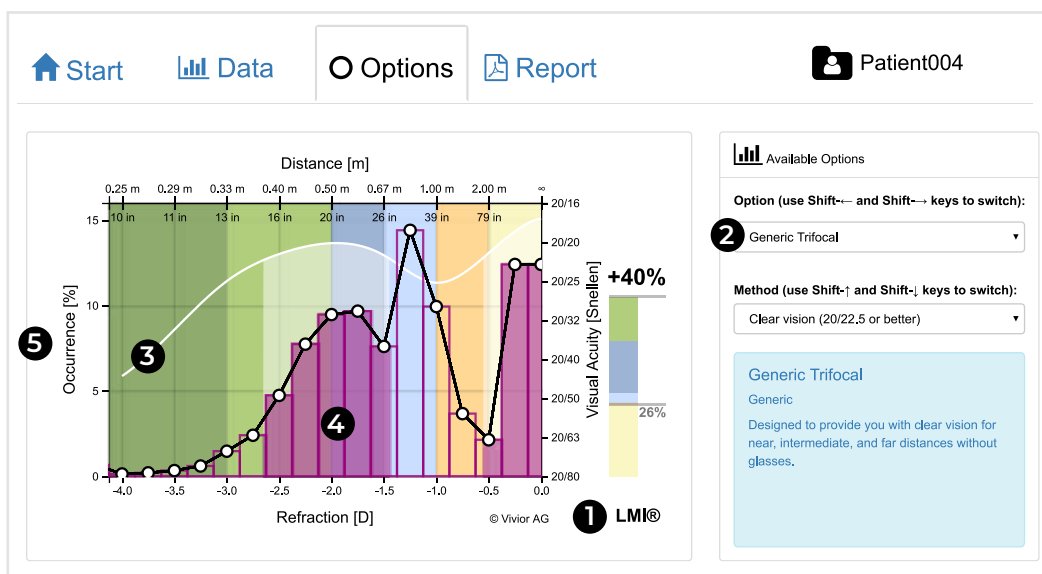 Start
Data
Options
Report
Patient004
Distance [m]
0.25 m 0.29 m 0.33 m 0.40 m 0.50 m 0.67 m 1.00 m 2.00 m ∞
10 in 11 in 13 in 16 in 20 in 26 in 39 in 79 in
15
10
5
0
Occurrence [%]
20/16
20/20
20/25
20/32
20/40
20/50
20/63
20/80
Visual Acuity [Snellen]
-4.0 -3.5 -3.0 -2.5 -2.0 -1.5 -1.0 -0.5 0.0
Refraction [D]
© Vivior AG
+40%
26%
1 LMI®
2
3
4
5
Available Options
Option (use Shift-← and Shift-→ keys to switch):
Generic Trifocal
Method (use Shift-↑ and Shift-↓ keys to switch):
Clear vision (20/22.5 or better)
Generic Trifocal
Generic
Designed to provide you with clear vision for
near, intermediate, and far distances without
glasses.